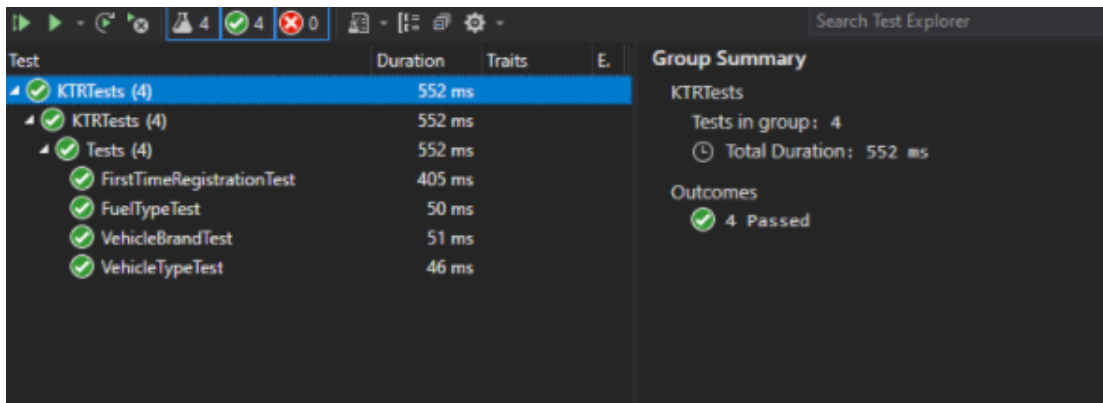 4 4 0 Search Test Explorer
Test Duration Traits E.
KTRTests (4) 552 ms
KTRTests (4) 552 ms
Tests (4) 552 ms
FirstTimeRegistrationTest 405 ms
FuelTypeTest 50 ms
VehicleBrandTest 51 ms
VehicleTypeTest 46 ms
Group Summary
KTRTests
Tests in group: 4
Total Duration: 552 ms
Outcomes
4 Passed